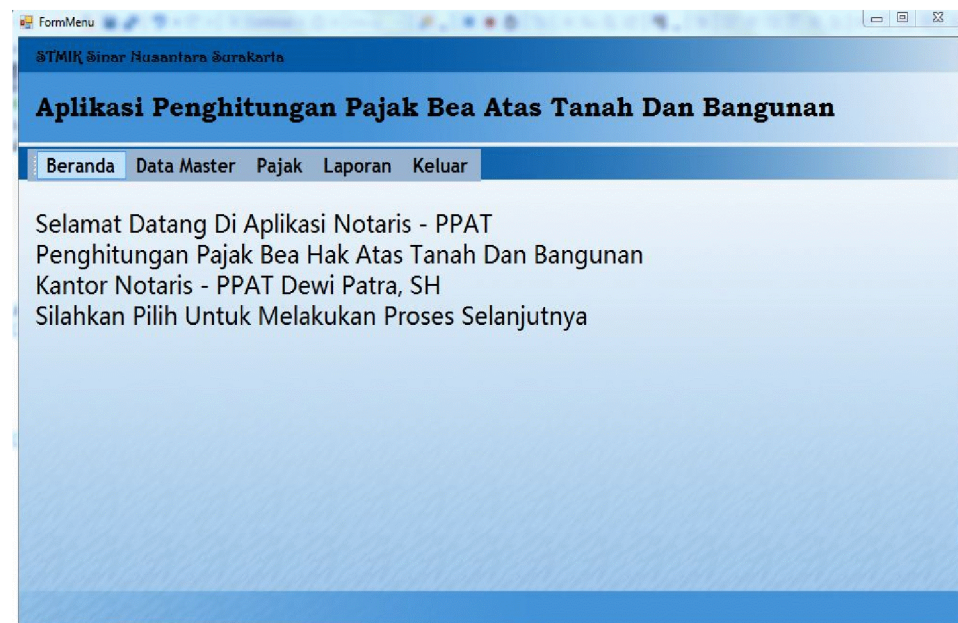 FormMenu
STMIK Sinar Nusantara Surakarta
Aplikasi Penghitungan Pajak Bea Atas Tanah Dan Bangunan
Beranda Data Master Pajak Laporan Keluar
Selamat Datang Di Aplikasi Notaris - PPAT
Penghitungan Pajak Bea Hak Atas Tanah Dan Bangunan
Kantor Notaris - PPAT Dewi Patra, SH
Silahkan Pilih Untuk Melakukan Proses Selanjutnya